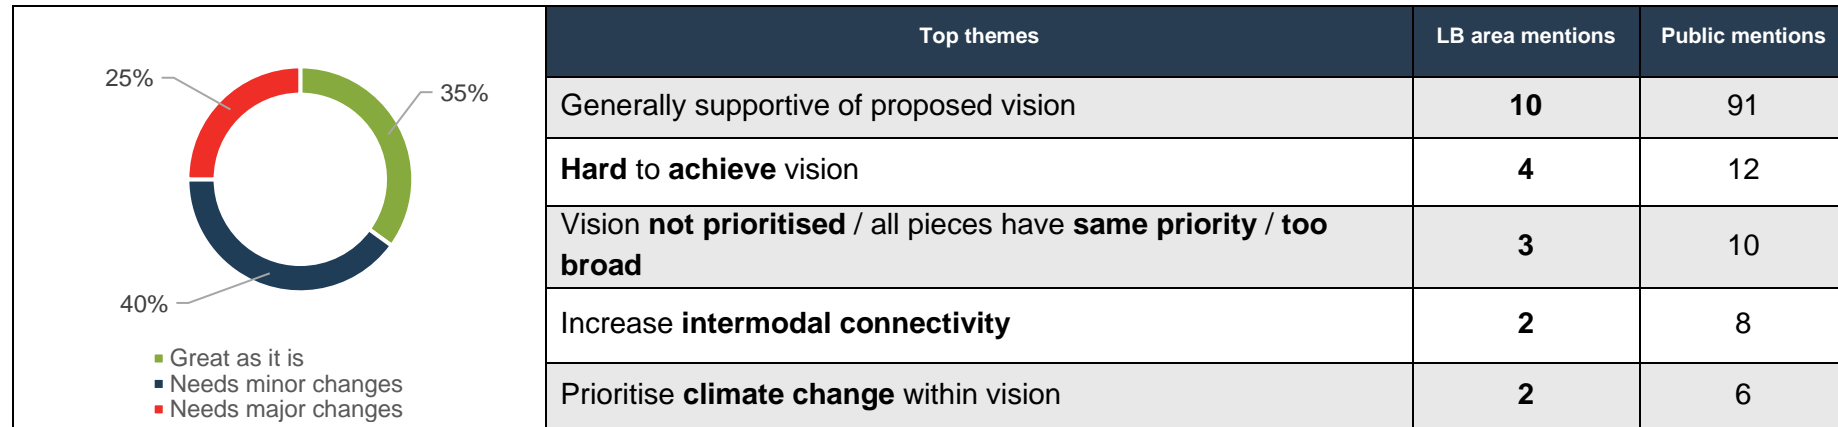 25%
35%
40%
Great as it is
Needs minor changes
Needs major changes
Top themes LB area mentions Public mentions
Generally supportive of proposed vision 10 91
Hard to achieve vision 4 12
Vision not prioritised / all pieces have same priority / too
broad 3 10
Increase intermodal connectivity 2 8
Prioritise climate change within vision 2 6